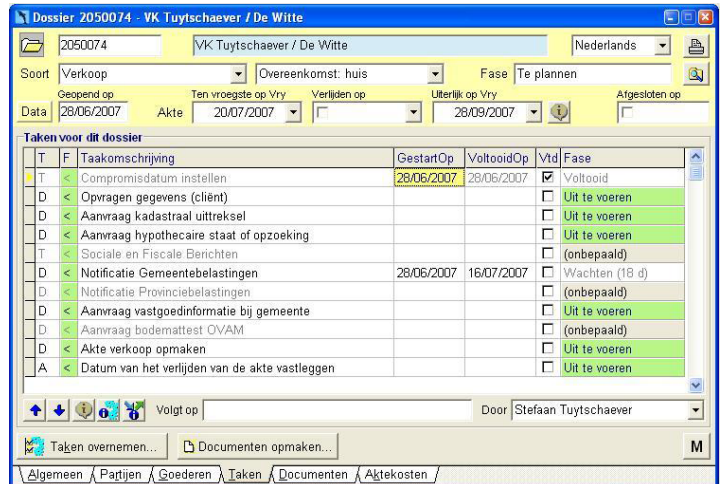 Dossier 2050074 - VK Tuytschaever / De Witte
2050074 VK Tuytschaever / De Witte Nederlands
Soort Verkoop Overeenkomst: huis Fase Te plannen
Geopend op Ten vroegste op Vry Verlijden op Uiterlijk op Vry Afgesloten op
Data 28/06/2007 Akte 20/07/2007 28/09/2007
Taken voor dit dossier
T F Taakomschrijving GestartOp VoltooidOp Vtd Fase
T < Compromisdatum instellen 28/06/2007 28/06/2007 Voltooid
D < Opvragen gegevens (cliënt) Uit te voeren
D < Aanvraag kadastraal uittreksel Uit te voeren
D < Aanvraag hypothecaire staat of opzoeking Uit te voeren
T < Sociale en Fiscale Berichten (onbepaald)
D < Notificatie Gemeentebelastingen 28/06/2007 16/07/2007 Wachten (18 d)
D < Notificatie Provinciebelastingen (onbepaald)
D < Aanvraag vastgoedinformatie bij gemeente Uit te voeren
D < Aanvraag bodemattest OVAM (onbepaald)
D < Akte verkoop opmaken Uit te voeren
A < Datum van het verlijden van de akte vastleggen Uit te voeren
Volgt op Door Stefaan Tuytschaever
Taken overnemen... Documenten opmaken... M
Algemeen Partijen Goederen Taken Documenten Aktekosten